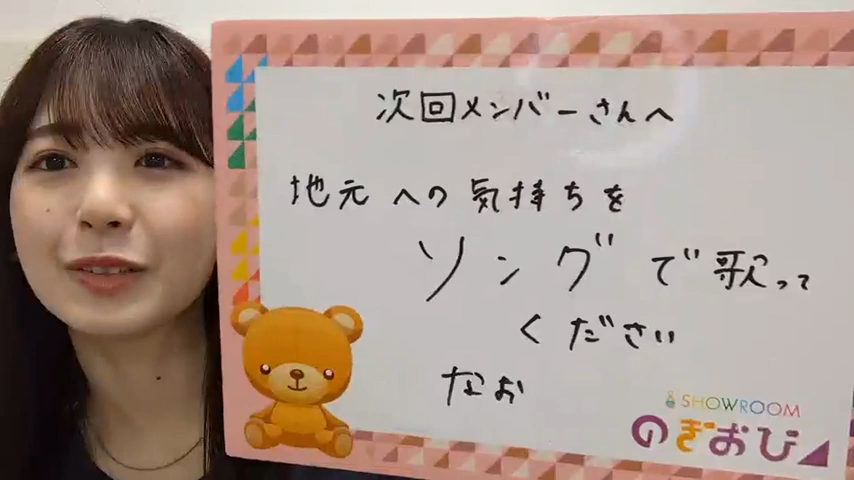 次回メンバーさんへ
地元への気持ちを
ソングで歌って
ください
なお
SHOWROOM
のぎおび